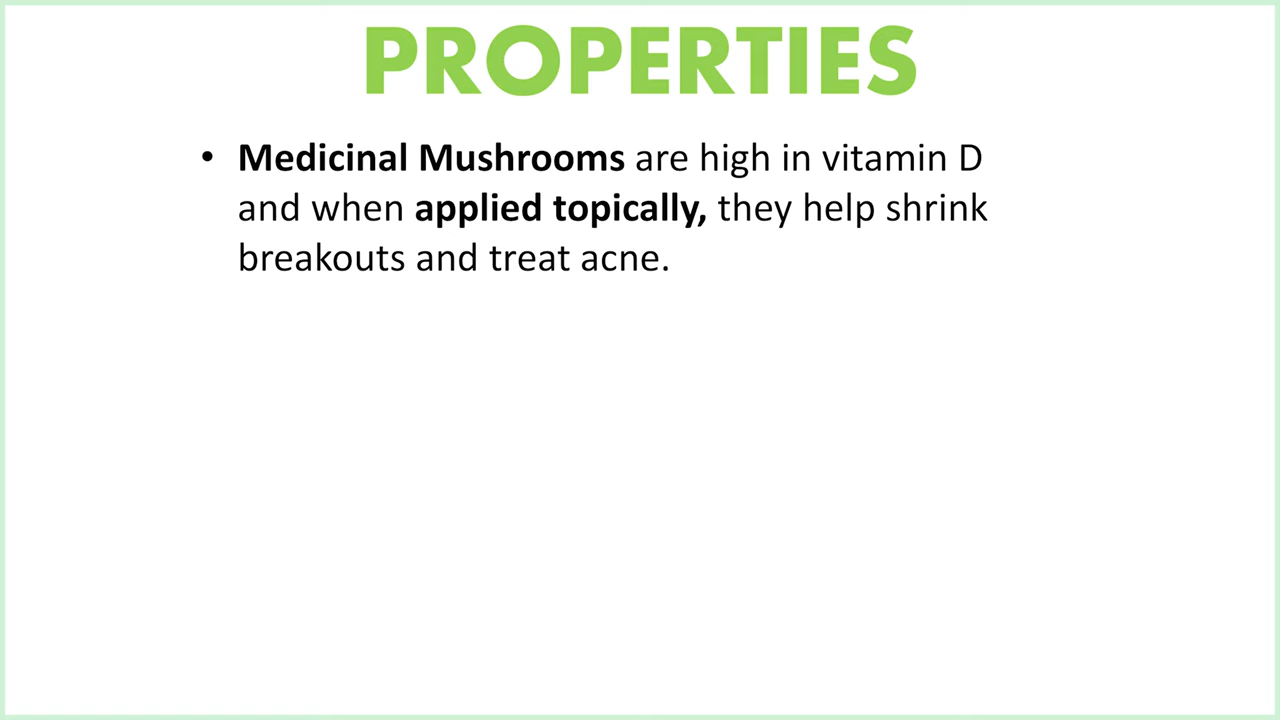 PROPERTIES
• Medicinal Mushrooms are high in vitamin D
and when applied topically, they help shrink
breakouts and treat acne.